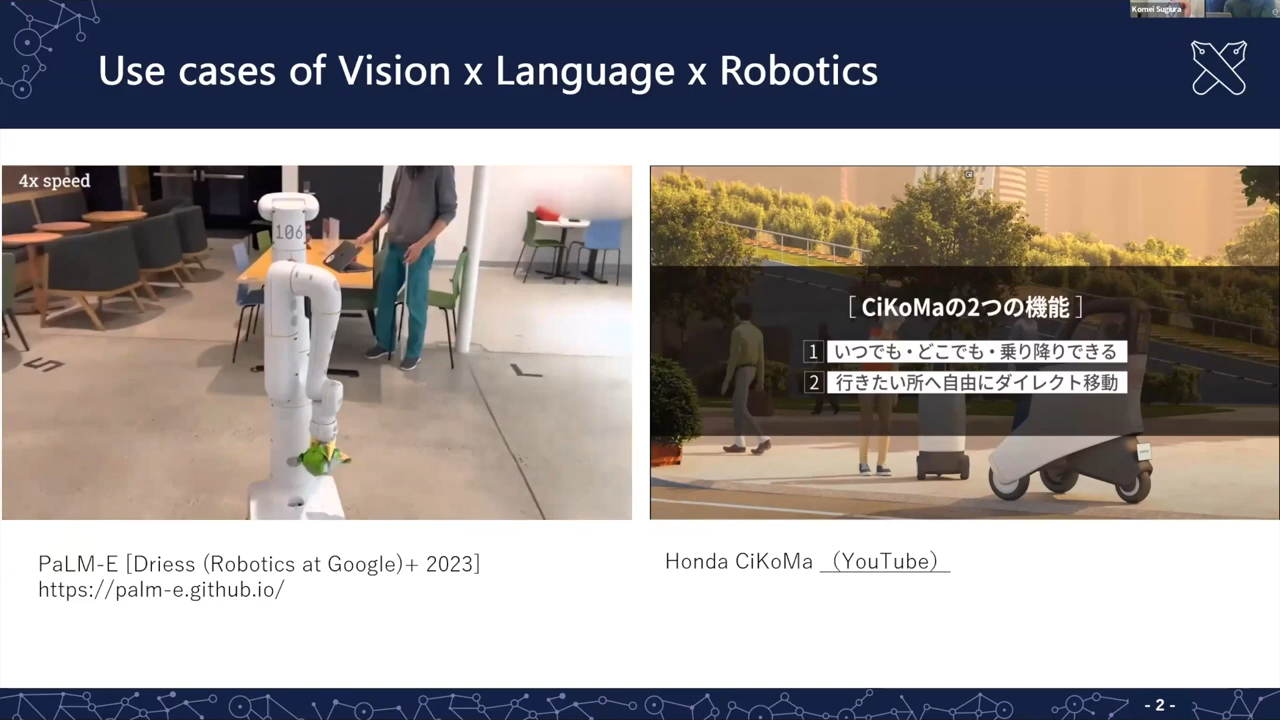 Komei Sugiura
Use cases of Vision x Language x Robotics
4x speed
106
[ CiKoMaの2つの機能 ]
1 いつでも・どこでも・乗り降りできる
2 行きたい所へ自由にダイレクト移動
PaLM-E [Driess (Robotics at Google)+ 2023]
https://palm-e.github.io/
Honda CiKoMa （YouTube）
- 2 -